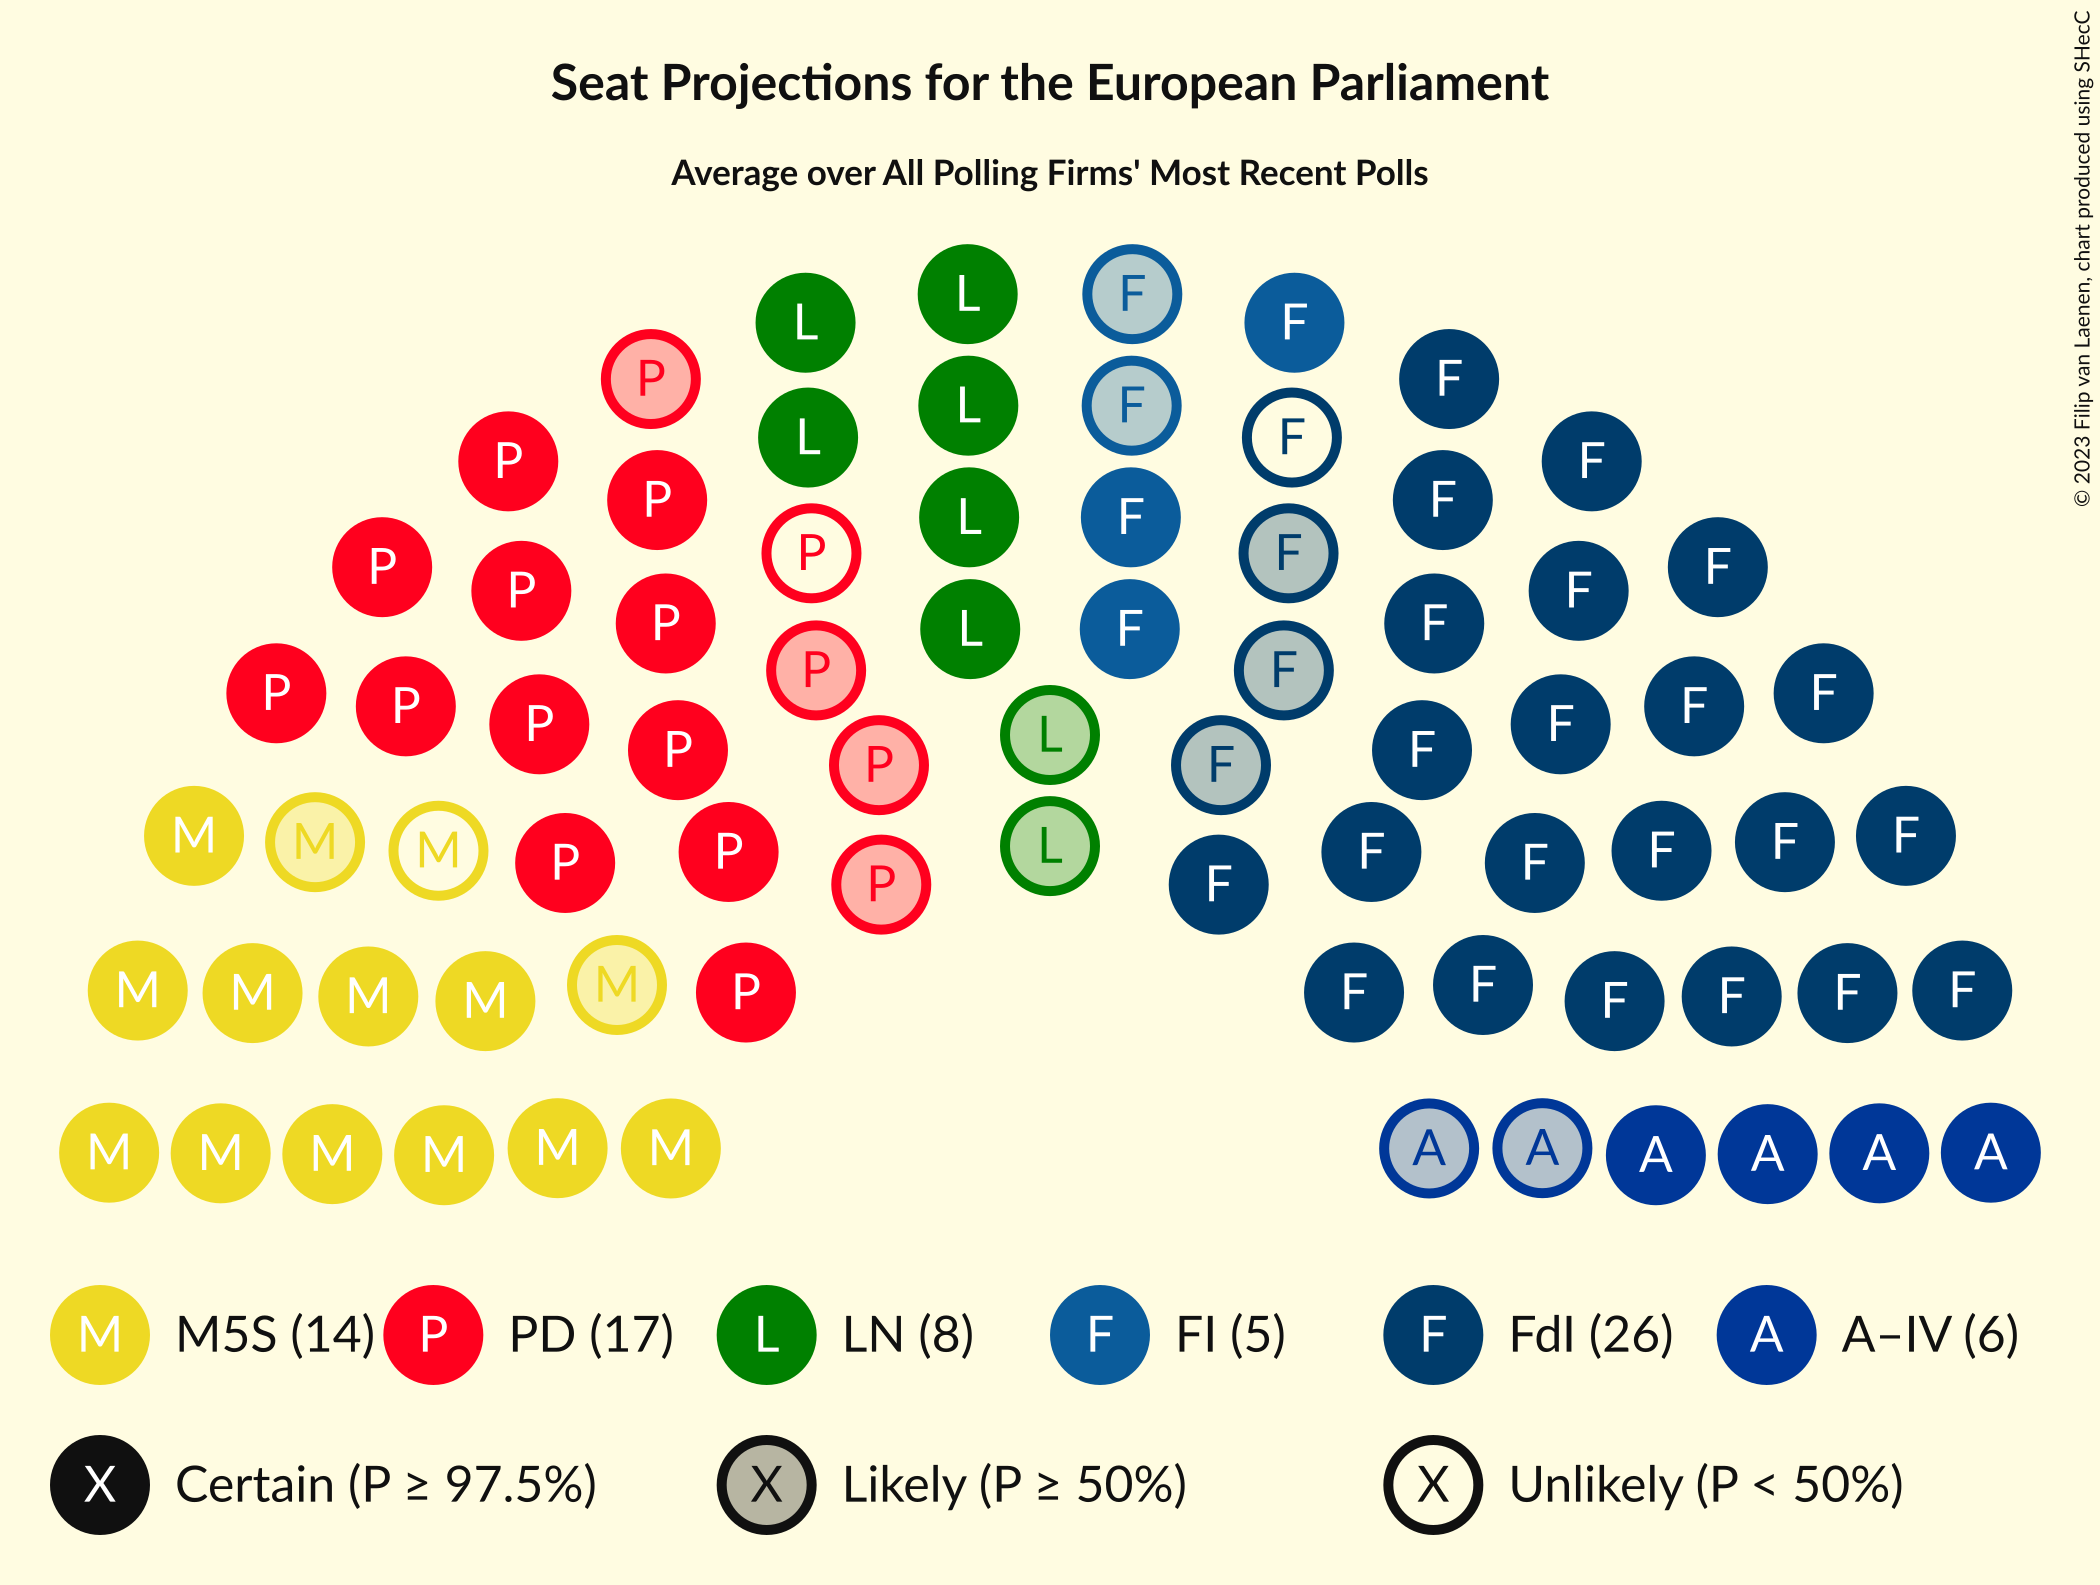 Seat Projections for the European Parliament
Average over All Polling Firms' Most Recent Polls
© 2023 Filip van Laenen, chart produced using SHecC
L L F F
P L F F
P L F F
P L F F
P P P F F F
P L F F
P P P P P P L F F F F F F
M M M P P P L F F F F F F
M M M M M P F F F F F F
M M M M M M A A A A A A
M M5S (14) P PD (17) L LN (8) F FI (5) F FdI (26) A A–IV (6)
X Certain (P ≥ 97.5%) X Likely (P ≥ 50%) X Unlikely (P < 50%)